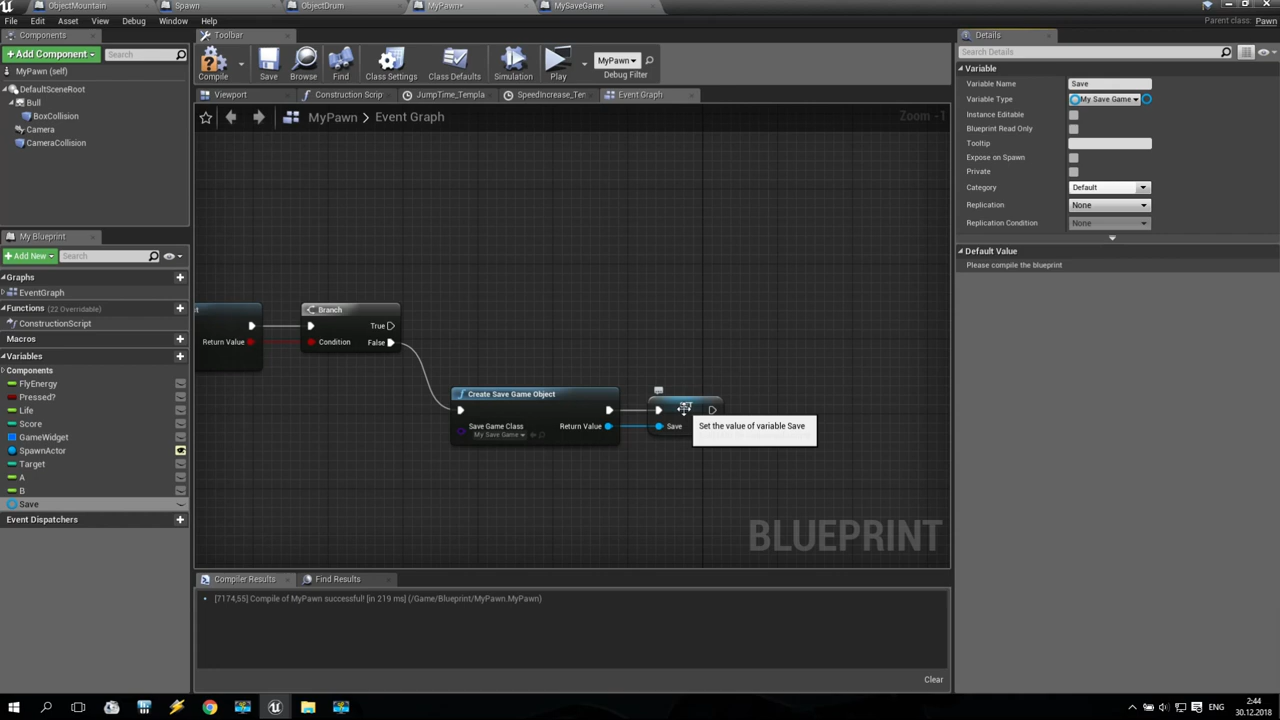 ObjectMountain
Spawn
ObjectDrum
MyPawn*
MySaveGame
File Edit Asset View Debug Window Help
Parent class: Pawn
Components
Toolbar
Details
+ Add Component
Search
Compile
Save
Browse
Find
Class Settings
Class Defaults
Simulation
Play
MyPawn
Debug Filter
Search Details
MyPawn (self)
DefaultSceneRoot
Bull
BoxCollision
Camera
CameraCollision
Viewport
Construction Scrip
JumpTime_Templa
SpeedIncrease_Ter
Event Graph
MyPawn > Event Graph
Zoom -1
Variable
Variable Name
Save
Variable Type
My Save Game
Instance Editable
Blueprint Read Only
Tooltip
Expose on Spawn
Private
Category
Default
Replication
None
Replication Condition
None
Default Value
Please compile the blueprint
My Blueprint
+ Add New
Search
Graphs
EventGraph
Functions (22 Overridable)
ConstructionScript
Macros
Variables
Components
FlyEnergy
Pressed?
Life
Score
GameWidget
SpawnActor
Target
A
B
Save
Event Dispatchers
Return Value
Branch
True
Condition
False
Create Save Game Object
Save Game Class
My Save Game
Return Value
Save
Set the value of variable Save
BLUEPRINT
Compiler Results
Find Results
[7174,55] Compile of MyPawn successful! [in 219 ms] (/Game/Blueprint/MyPawn.MyPawn)
Clear
ENG
2:44
30.12.2018